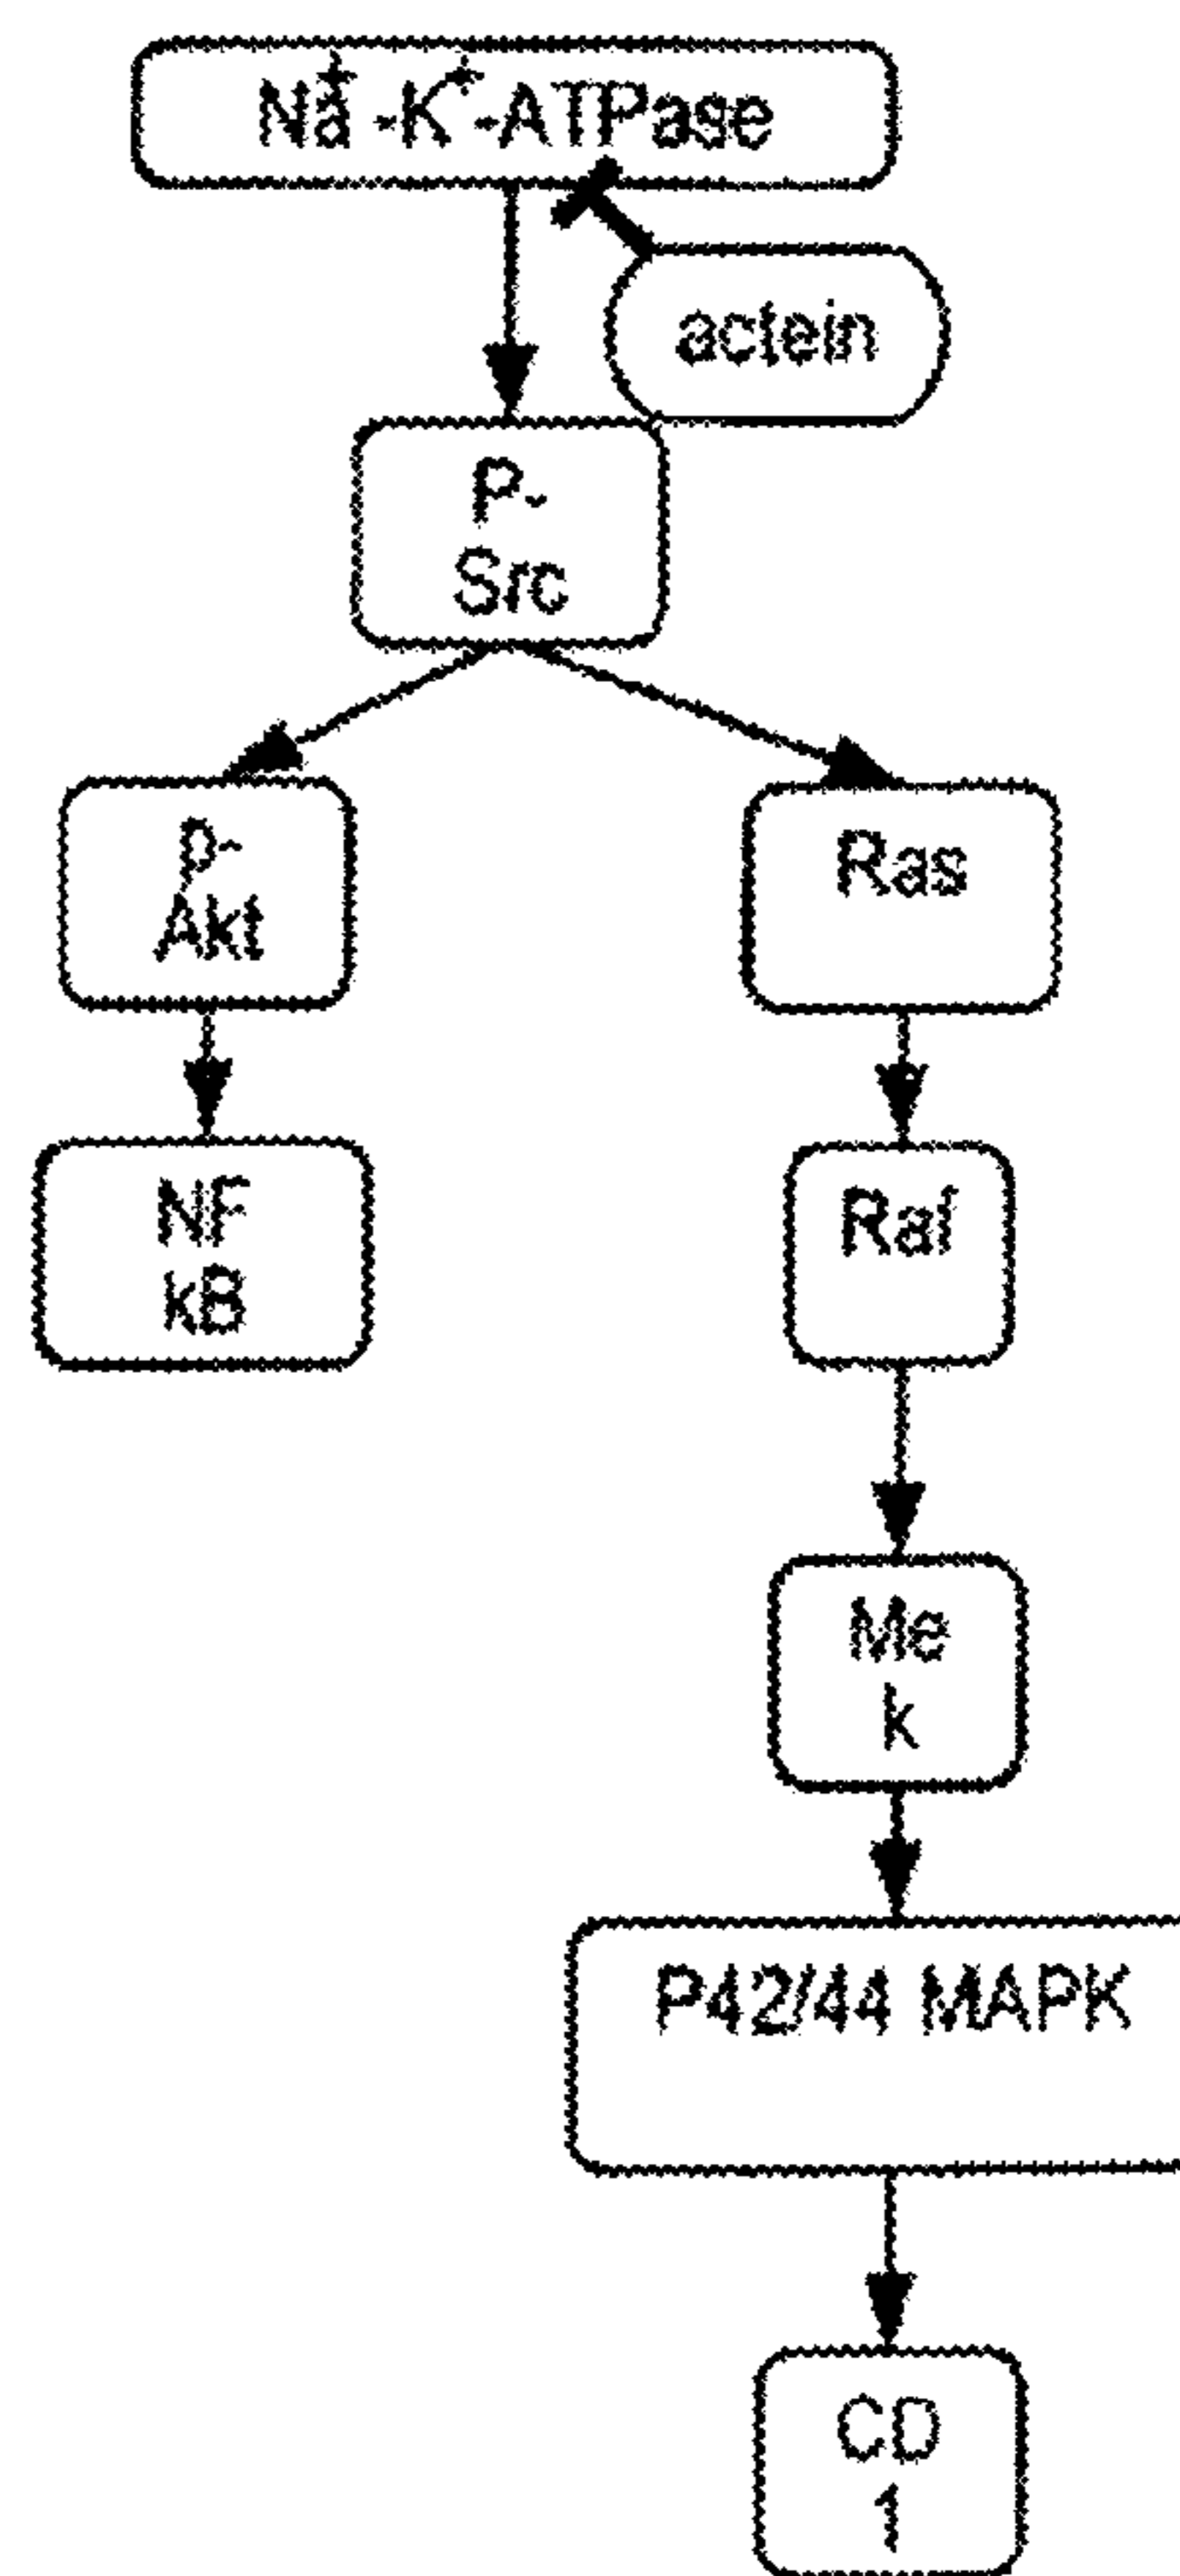 Na⁺-K⁺-ATPase
actein
P-
Src
p-
Akt
Ras
NF
kB
Raf
Me
k
P42/44 MAPK
CD
1